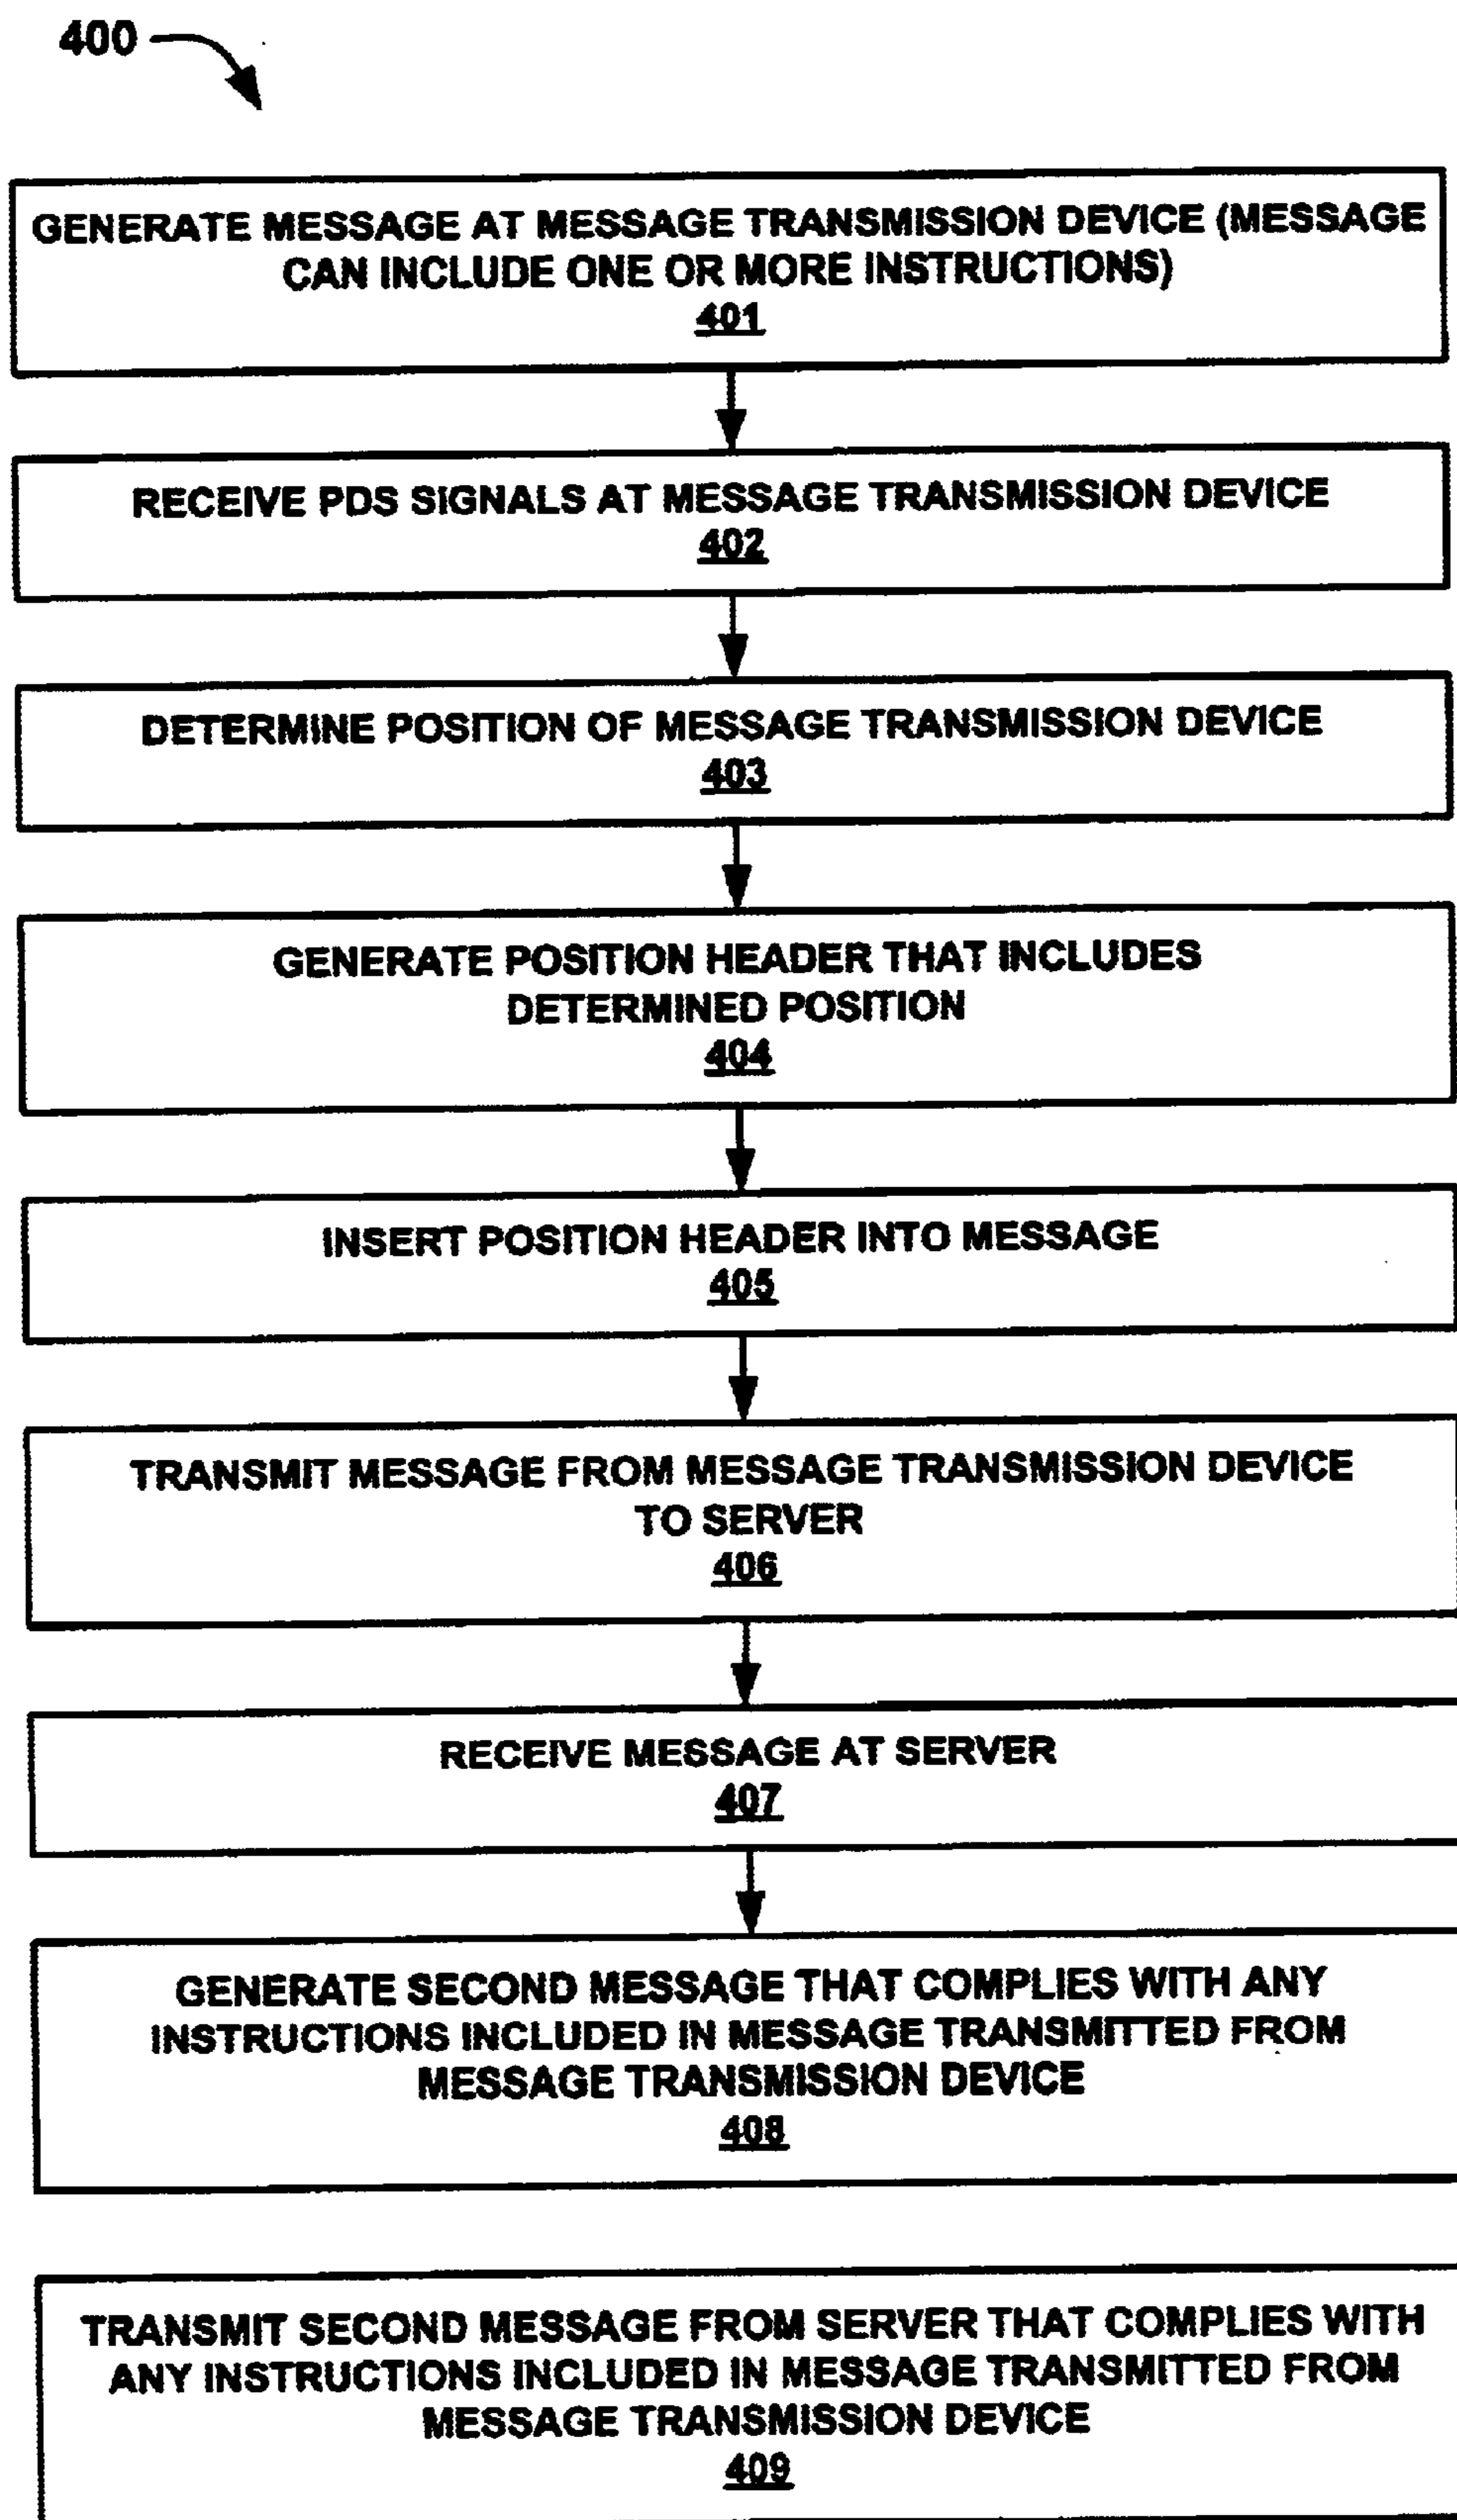 400
GENERATE MESSAGE AT MESSAGE TRANSMISSION DEVICE (MESSAGE
CAN INCLUDE ONE OR MORE INSTRUCTIONS)
401
RECEIVE PDS SIGNALS AT MESSAGE TRANSMISSION DEVICE
402
DETERMINE POSITION OF MESSAGE TRANSMISSION DEVICE
403
GENERATE POSITION HEADER THAT INCLUDES
DETERMINED POSITION
404
INSERT POSITION HEADER INTO MESSAGE
405
TRANSMIT MESSAGE FROM MESSAGE TRANSMISSION DEVICE
TO SERVER
406
RECEIVE MESSAGE AT SERVER
407
GENERATE SECOND MESSAGE THAT COMPLIES WITH ANY
INSTRUCTIONS INCLUDED IN MESSAGE TRANSMITTED FROM
MESSAGE TRANSMISSION DEVICE
408
TRANSMIT SECOND MESSAGE FROM SERVER THAT COMPLIES WITH
ANY INSTRUCTIONS INCLUDED IN MESSAGE TRANSMITTED FROM
MESSAGE TRANSMISSION DEVICE
409